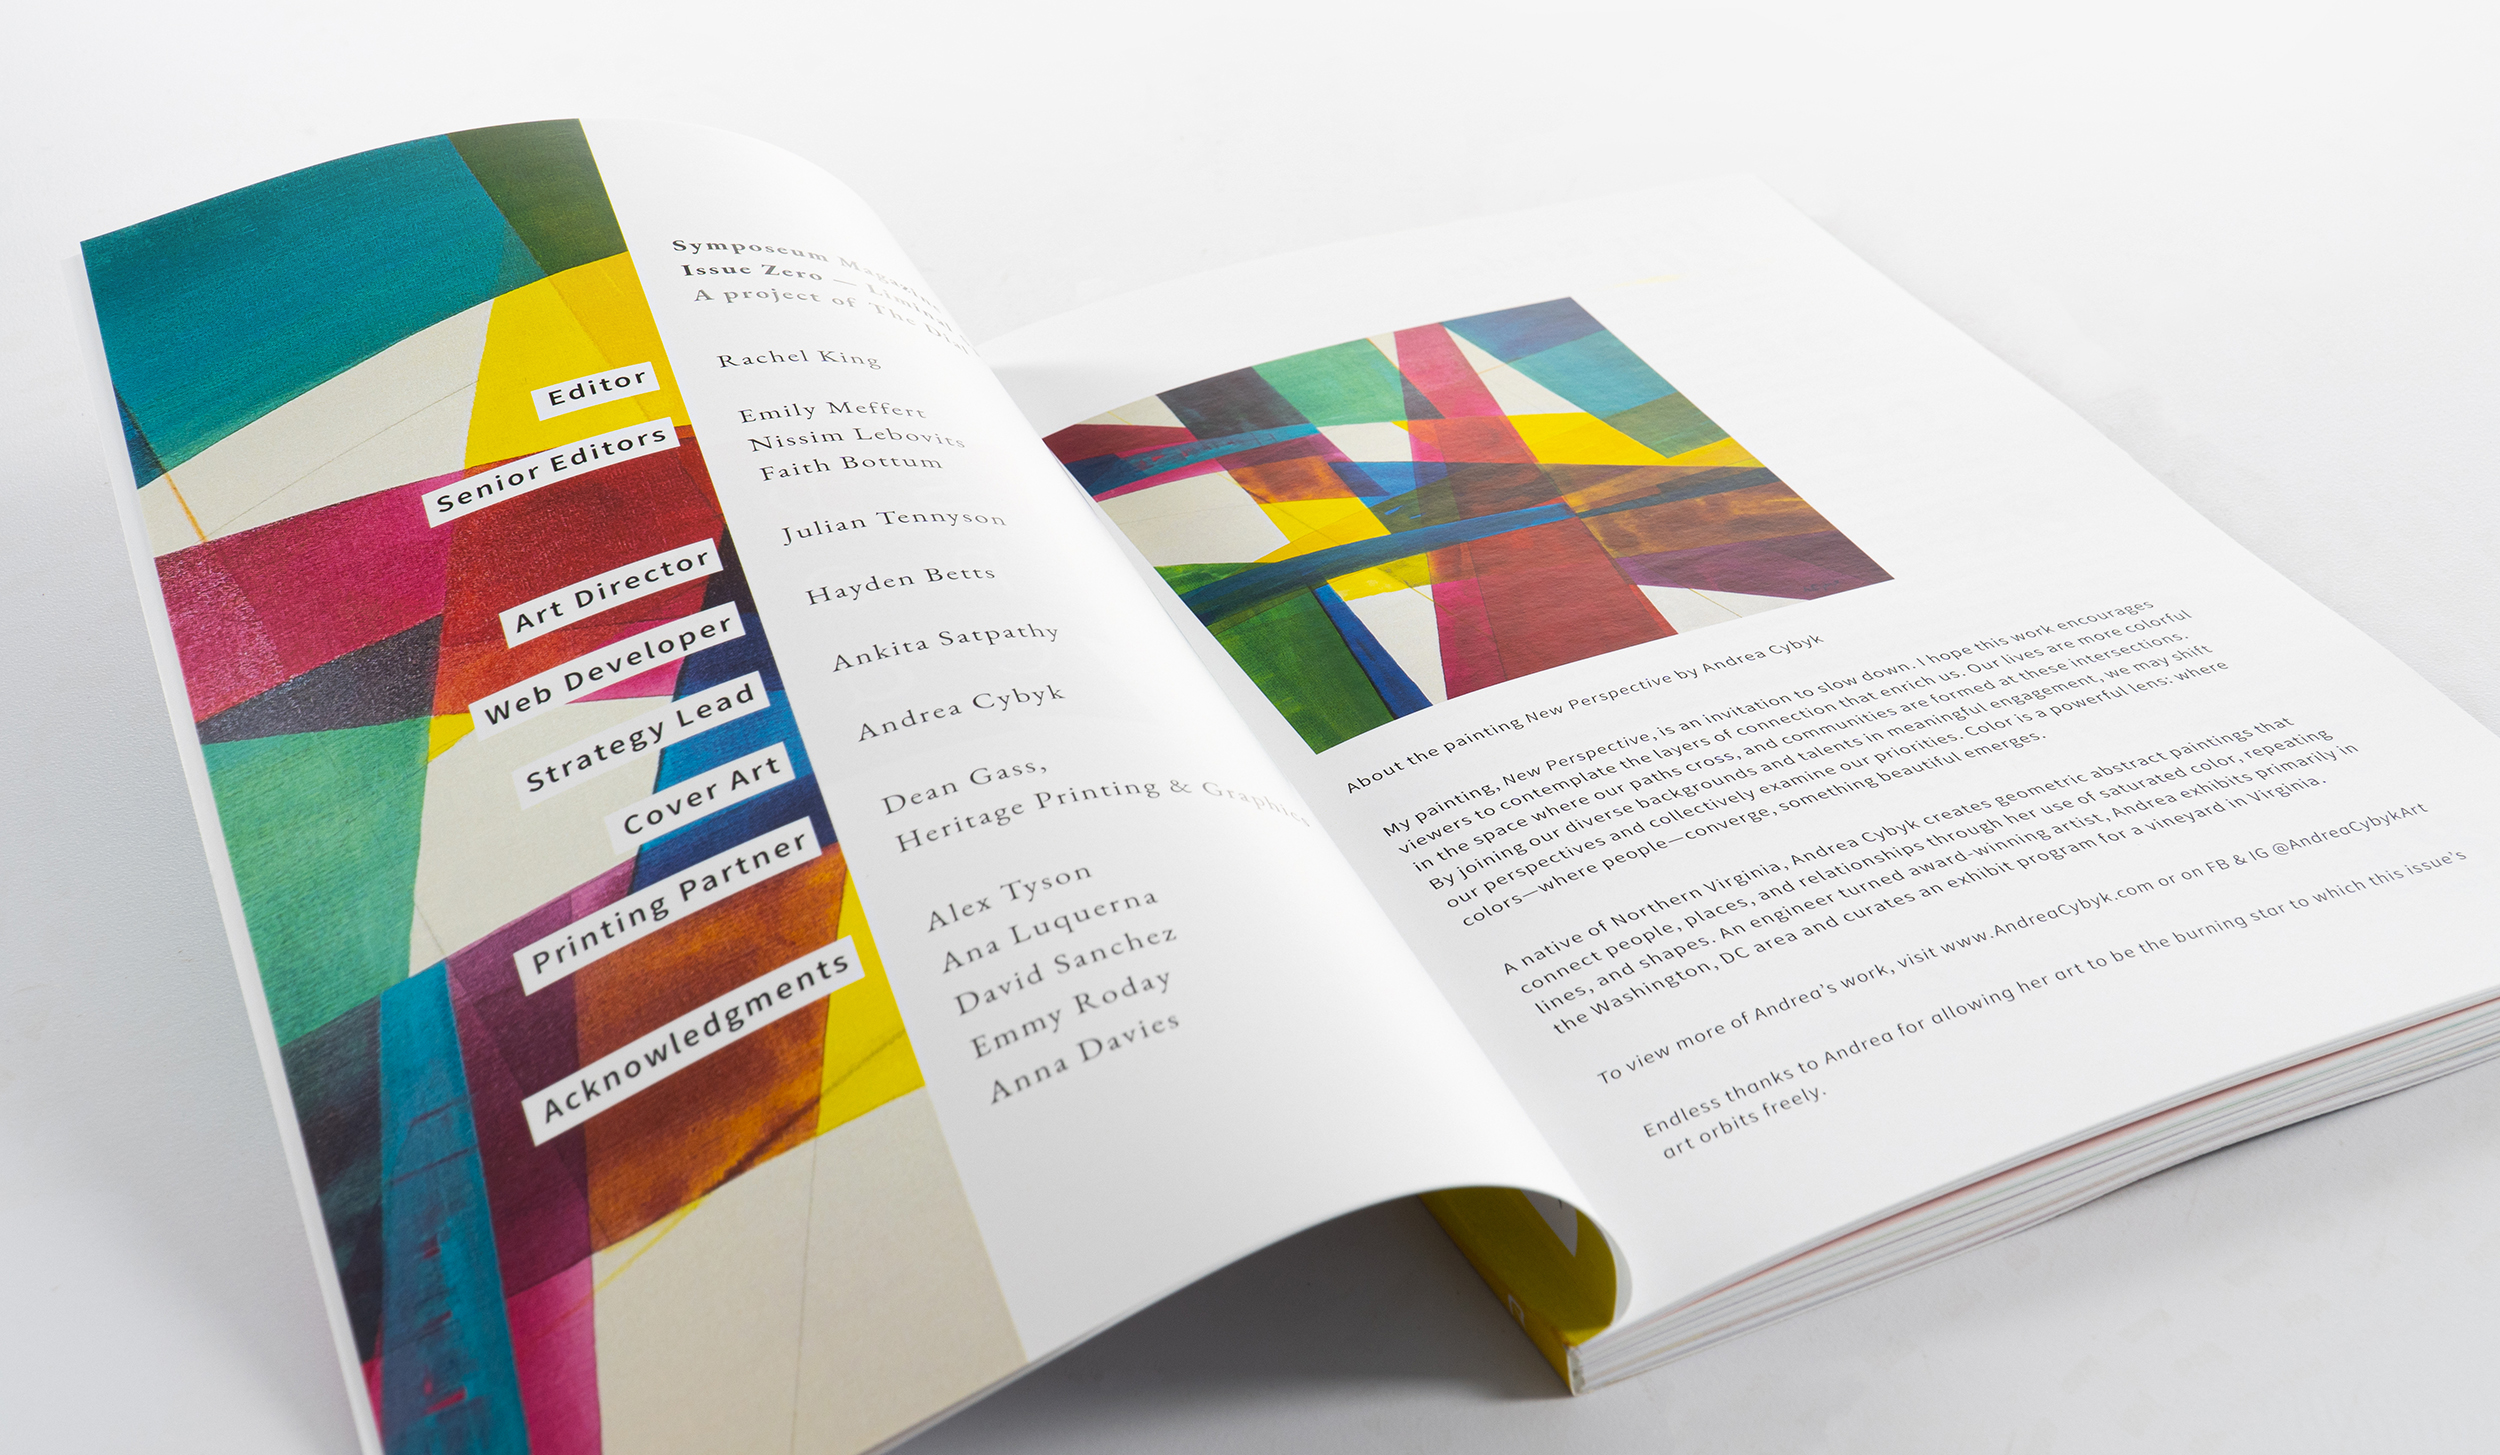 Symposeum Magazine
Issue Zero —
A project of The
Editor
Rachel King
Senior Editors
Emily Meffert
Nissim Lebovits
Faith Bottum
Art Director
Julian Tennyson
Web Developer
Hayden Betts
Strategy Lead
Ankita Satpathy
Cover Art
Andrea Cybyk
Printing Partner
Dean Gass,
Heritage Printing & Graphics
Acknowledgments
Alex Tyson
Ana Luquerna
David Sanchez
Emmy Roday
Anna Davies
About the painting New Perspective by Andrea Cybyk
My painting, New Perspective, is an invitation to slow down. I hope this work encourages
viewers to contemplate the layers of connection that enrich us. Our lives are more colorful
in the space where our paths cross, and communities are formed at these intersections.
By joining our diverse backgrounds and talents in meaningful engagement, we may shift
our perspectives and collectively examine our priorities. Color is a powerful lens: where
colors—where people—converge, something beautiful emerges.
A native of Northern Virginia, Andrea Cybyk creates geometric abstract paintings that
connect people, places, and relationships through her use of saturated color, repeating
lines, and shapes. An engineer turned award-winning artist, Andrea exhibits primarily in
the Washington, DC area and curates an exhibit program for a vineyard in Virginia.
To view more of Andrea's work, visit www.AndreaCybyk.com or on FB & IG @AndreaCybykArt
Endless thanks to Andrea for allowing her art to be the burning star to which this issue's
art orbits freely.